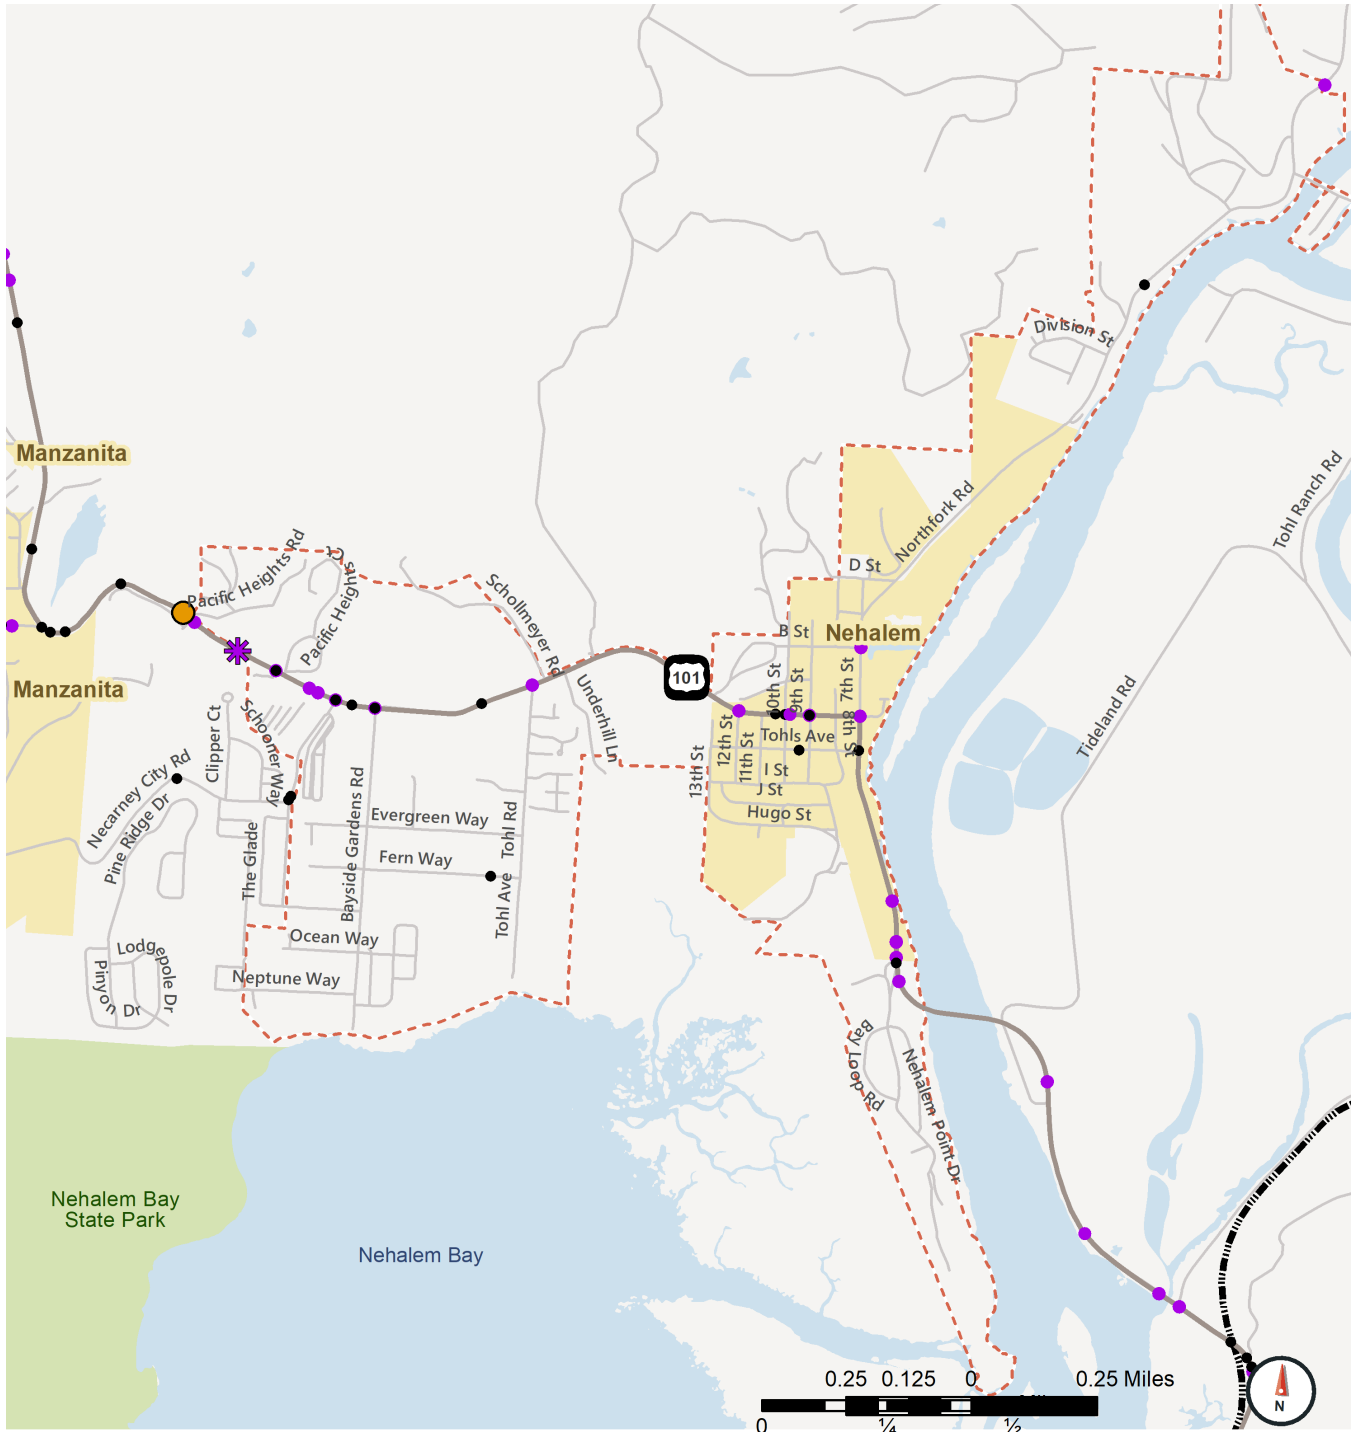 Division St
Tohl Ranch Rd
Manzanita
Northfork Rd
Pacific Heights Rd
Pacific Heights Ct
D St
Schollmeyer Rd
B St
Nehalem
101
Manzanita
10th St
9th St
7th St
Underhill Ln
Clipper Ct
Schooner Way
12th St
11th St
Tohls Ave
8th St
Tideland Rd
13th St
I St
J St
Hugo St
Necarney City Rd
Pine Ridge Dr
The Glade
Bayside Gardens Rd
Evergreen Way
Fern Way
Tohl Rd
Tohl Ave
Ocean Way
Lodgepole Dr
Pinyon Dr
Neptune Way
Bay Loop Rd
Nehalem Point Dr
Nehalem Bay
State Park
Nehalem Bay
0.25 0.125 0 0.25 Miles
0 ¼ ½
N